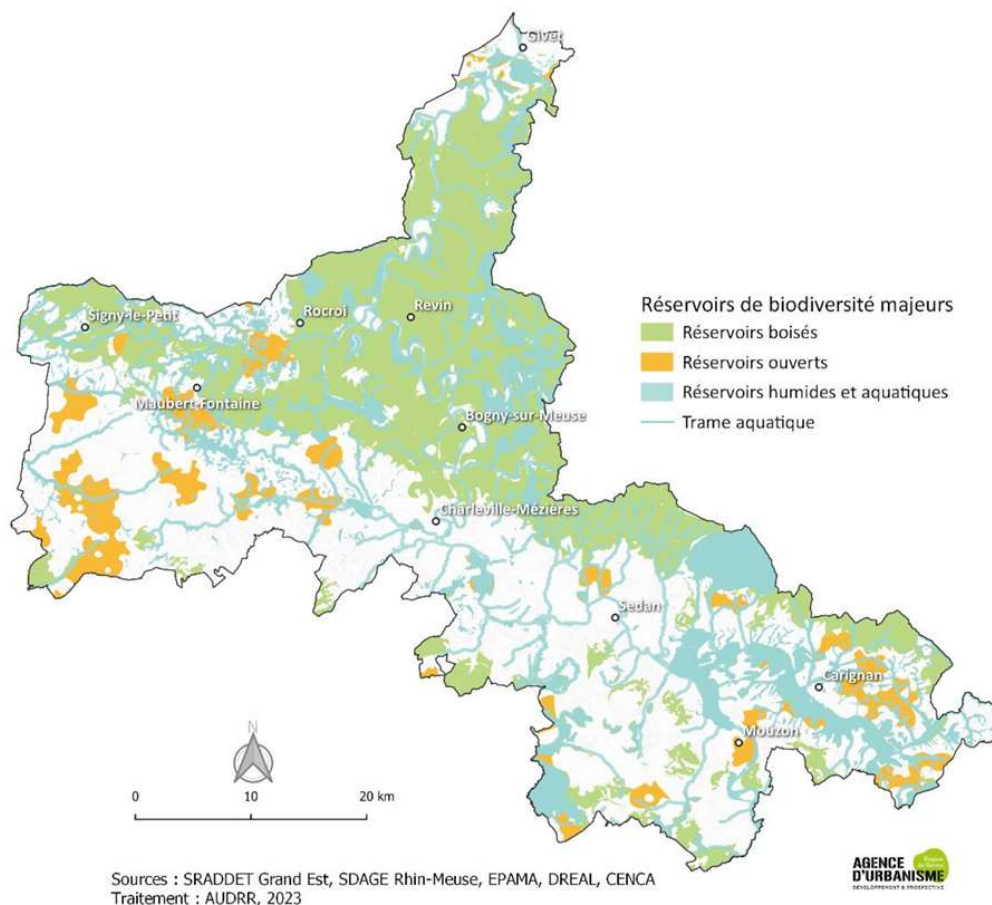 Givet
Signy-le-Petit
Rocroi
Revin
Maubert-Fontaine
Bogny-sur-Meuse
Charleville-Mézières
Sedan
Carignan
Mouzon
Réservoirs de biodiversité majeurs
Réservoirs boisés
Réservoirs ouverts
Réservoirs humides et aquatiques
Trame aquatique
N
0 10 20 km
Sources : SRADDET Grand Est, SDAGE Rhin-Meuse, EPAMA, DREAL, CENCA
Traitement : AUDRR, 2023
AGENCE
D'URBANISME
DÉVELOPPEMENT & PROSPECTIVE